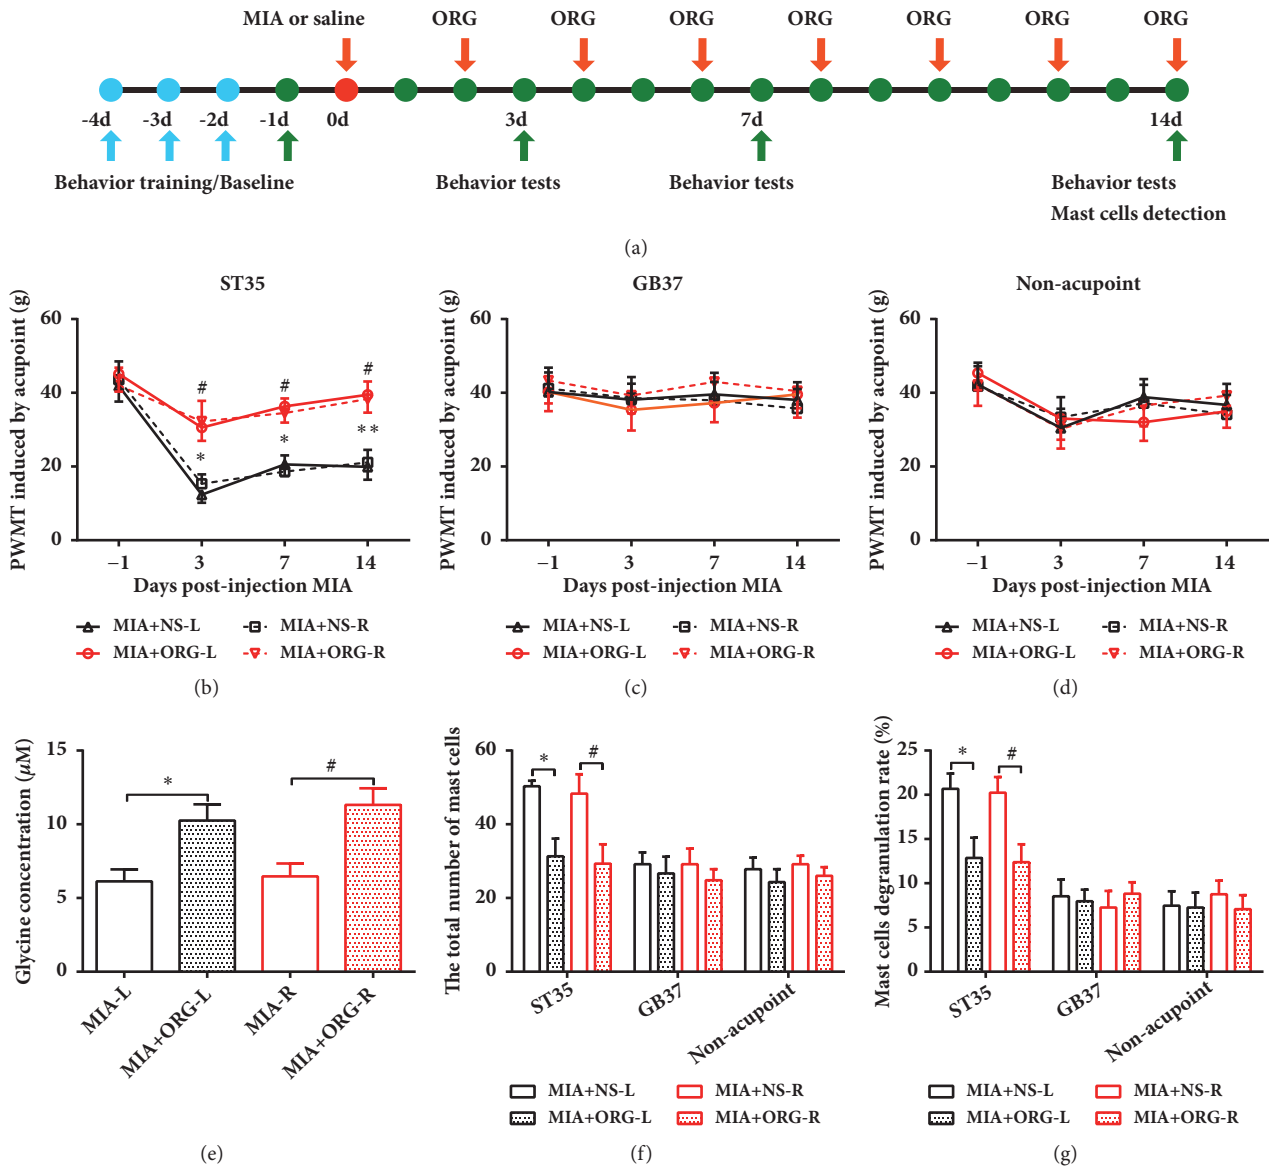 MIA or saline ORG ORG ORG ORG ORG ORG ORG
-4d -3d -2d -1d 0d 3d 7d 14d
Behavior training/Baseline Behavior tests Behavior tests Behavior tests
Mast cells detection
(a)
ST35
PWMT induced by acupoint (g)
60
40
20
0
# # #
* * **
−1 3 7 14
Days post-injection MIA
MIA+NS-L MIA+NS-R
MIA+ORG-L MIA+ORG-R
(b)
GB37
PWMT induced by acupoint (g)
60
40
20
0
−1 3 7 14
Days post-injection MIA
MIA+NS-L MIA+NS-R
MIA+ORG-L MIA+ORG-R
(c)
Non-acupoint
PWMT induced by acupoint (g)
60
40
20
0
−1 3 7 14
Days post-injection MIA
MIA+NS-L MIA+NS-R
MIA+ORG-L MIA+ORG-R
(d)
Glycine concentration (μM)
15
10
5
0
* #
MIA-L MIA+ORG-L MIA-R MIA+ORG-R
(e)
The total number of mast cells
60
40
20
0
* #
ST35 GB37 Non-acupoint
MIA+NS-L MIA+NS-R
MIA+ORG-L MIA+ORG-R
(f)
Mast cells degranulation rate (%)
25
20
15
10
5
0
* #
ST35 GB37 Non-acupoint
MIA+NS-L MIA+NS-R
MIA+ORG-L MIA+ORG-R
(g)